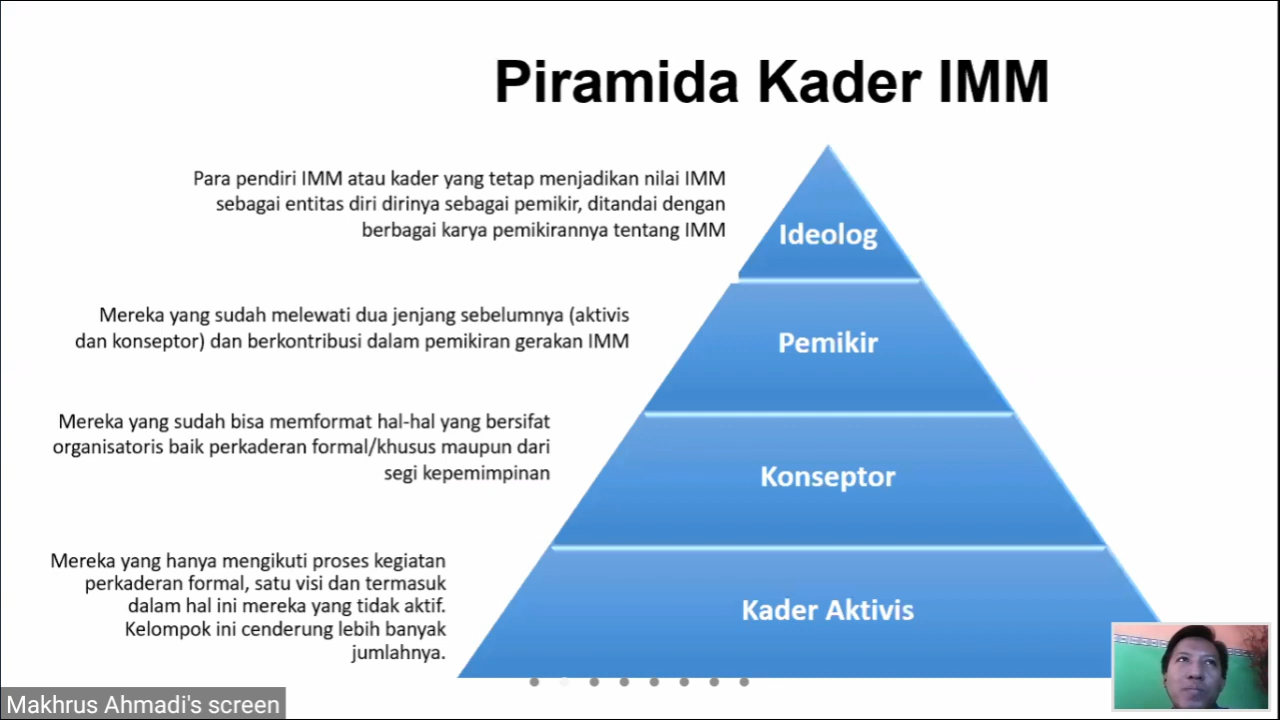 Piramida Kader IMM
Para pendiri IMM atau kader yang tetap menjadikan nilai IMM
sebagai entitas diri dirinya sebagai pemikir, ditandai dengan
berbagai karya pemikirannya tentang IMM
Ideolog
Mereka yang sudah melewati dua jenjang sebelumnya (aktivis
dan konseptor) dan berkontribusi dalam pemikiran gerakan IMM
Pemikir
Mereka yang sudah bisa memformat hal-hal yang bersifat
organisatoris baik perkaderan formal/khusus maupun dari
segi kepemimpinan
Konseptor
Mereka yang hanya mengikuti proses kegiatan
perkaderan formal, satu visi dan termasuk
dalam hal ini mereka yang tidak aktif.
Kelompok ini cenderung lebih banyak
jumlahnya.
Kader Aktivis
Makhrus Ahmadi's screen